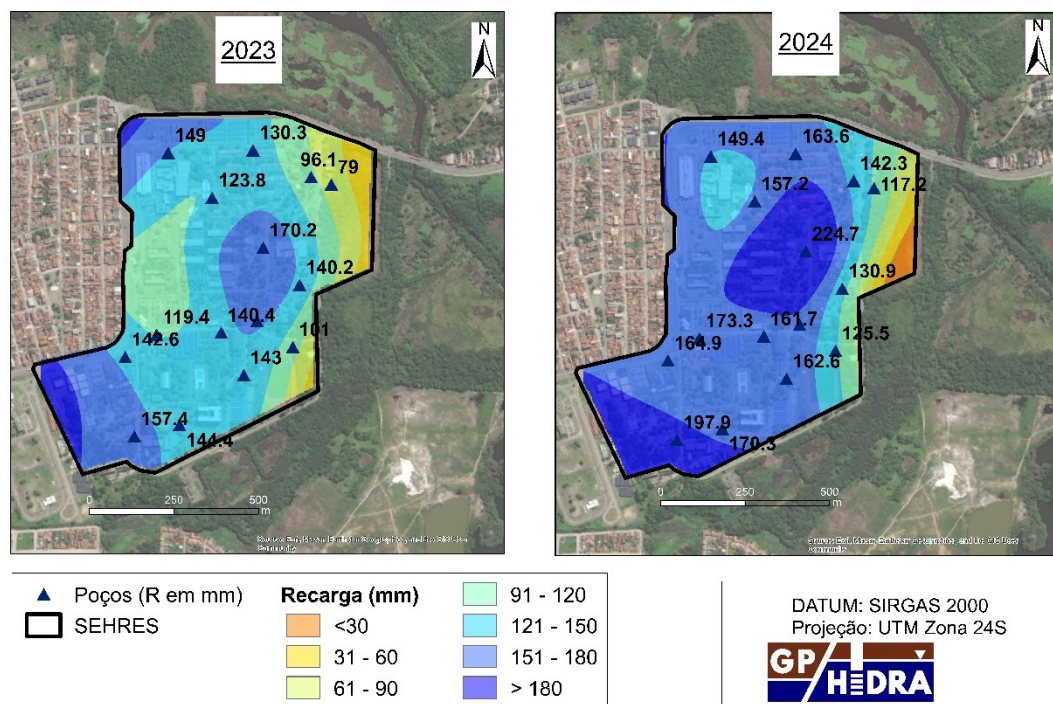 2023
N
149
130.3
96.1
79
123.8
170.2
140.2
119.4
140.4
101
142.6
143
157.4
144.4
0 250 500
m
Community
2024
N
149.4
163.6
142.3
117.2
157.2
224.7
130.9
173.3
161.7
125.5
164.9
162.6
197.9
170.3
0 250 500
m
Community
Poços (R em mm)
SEHRES
Recarga (mm)
<30
31 - 60
61 - 90
91 - 120
121 - 150
151 - 180
> 180
DATUM: SIRGAS 2000
Projeção: UTM Zona 24S
GP
HIDRA